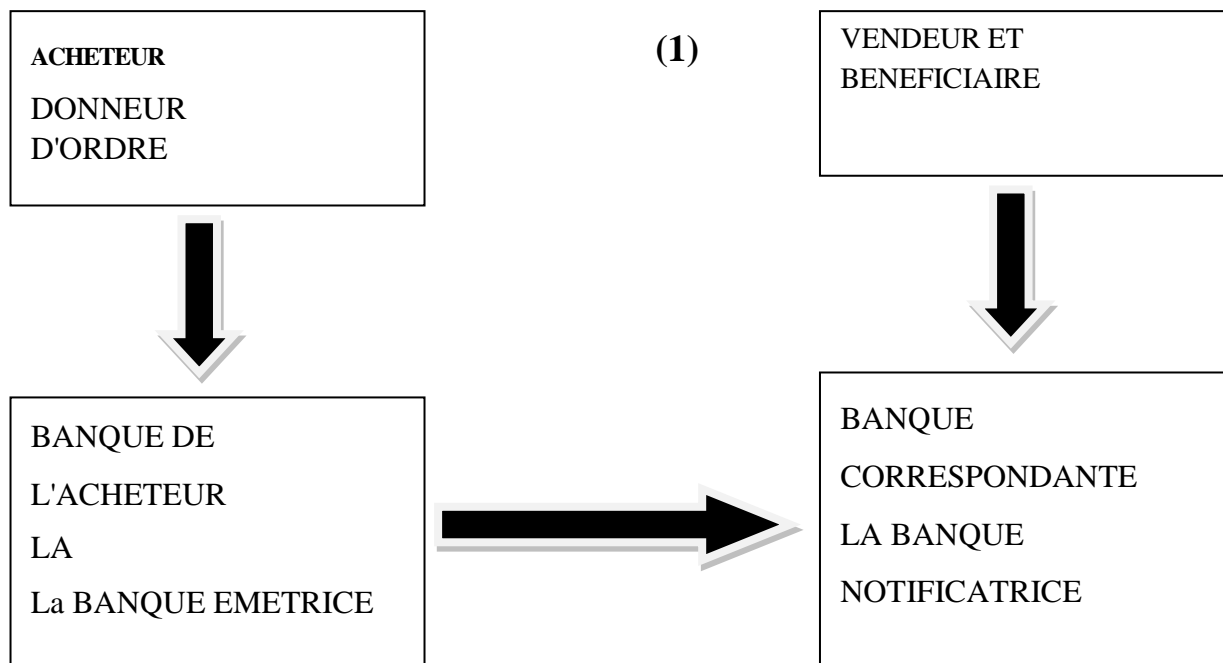 ACHETEUR
DONNEUR
D'ORDRE
(1)
VENDEUR ET
BENEFICIAIRE
BANQUE DE
L'ACHETEUR
LA
La BANQUE EMETRICE
BANQUE
CORRESPONDANTE
LA BANQUE
NOTIFICATRICE